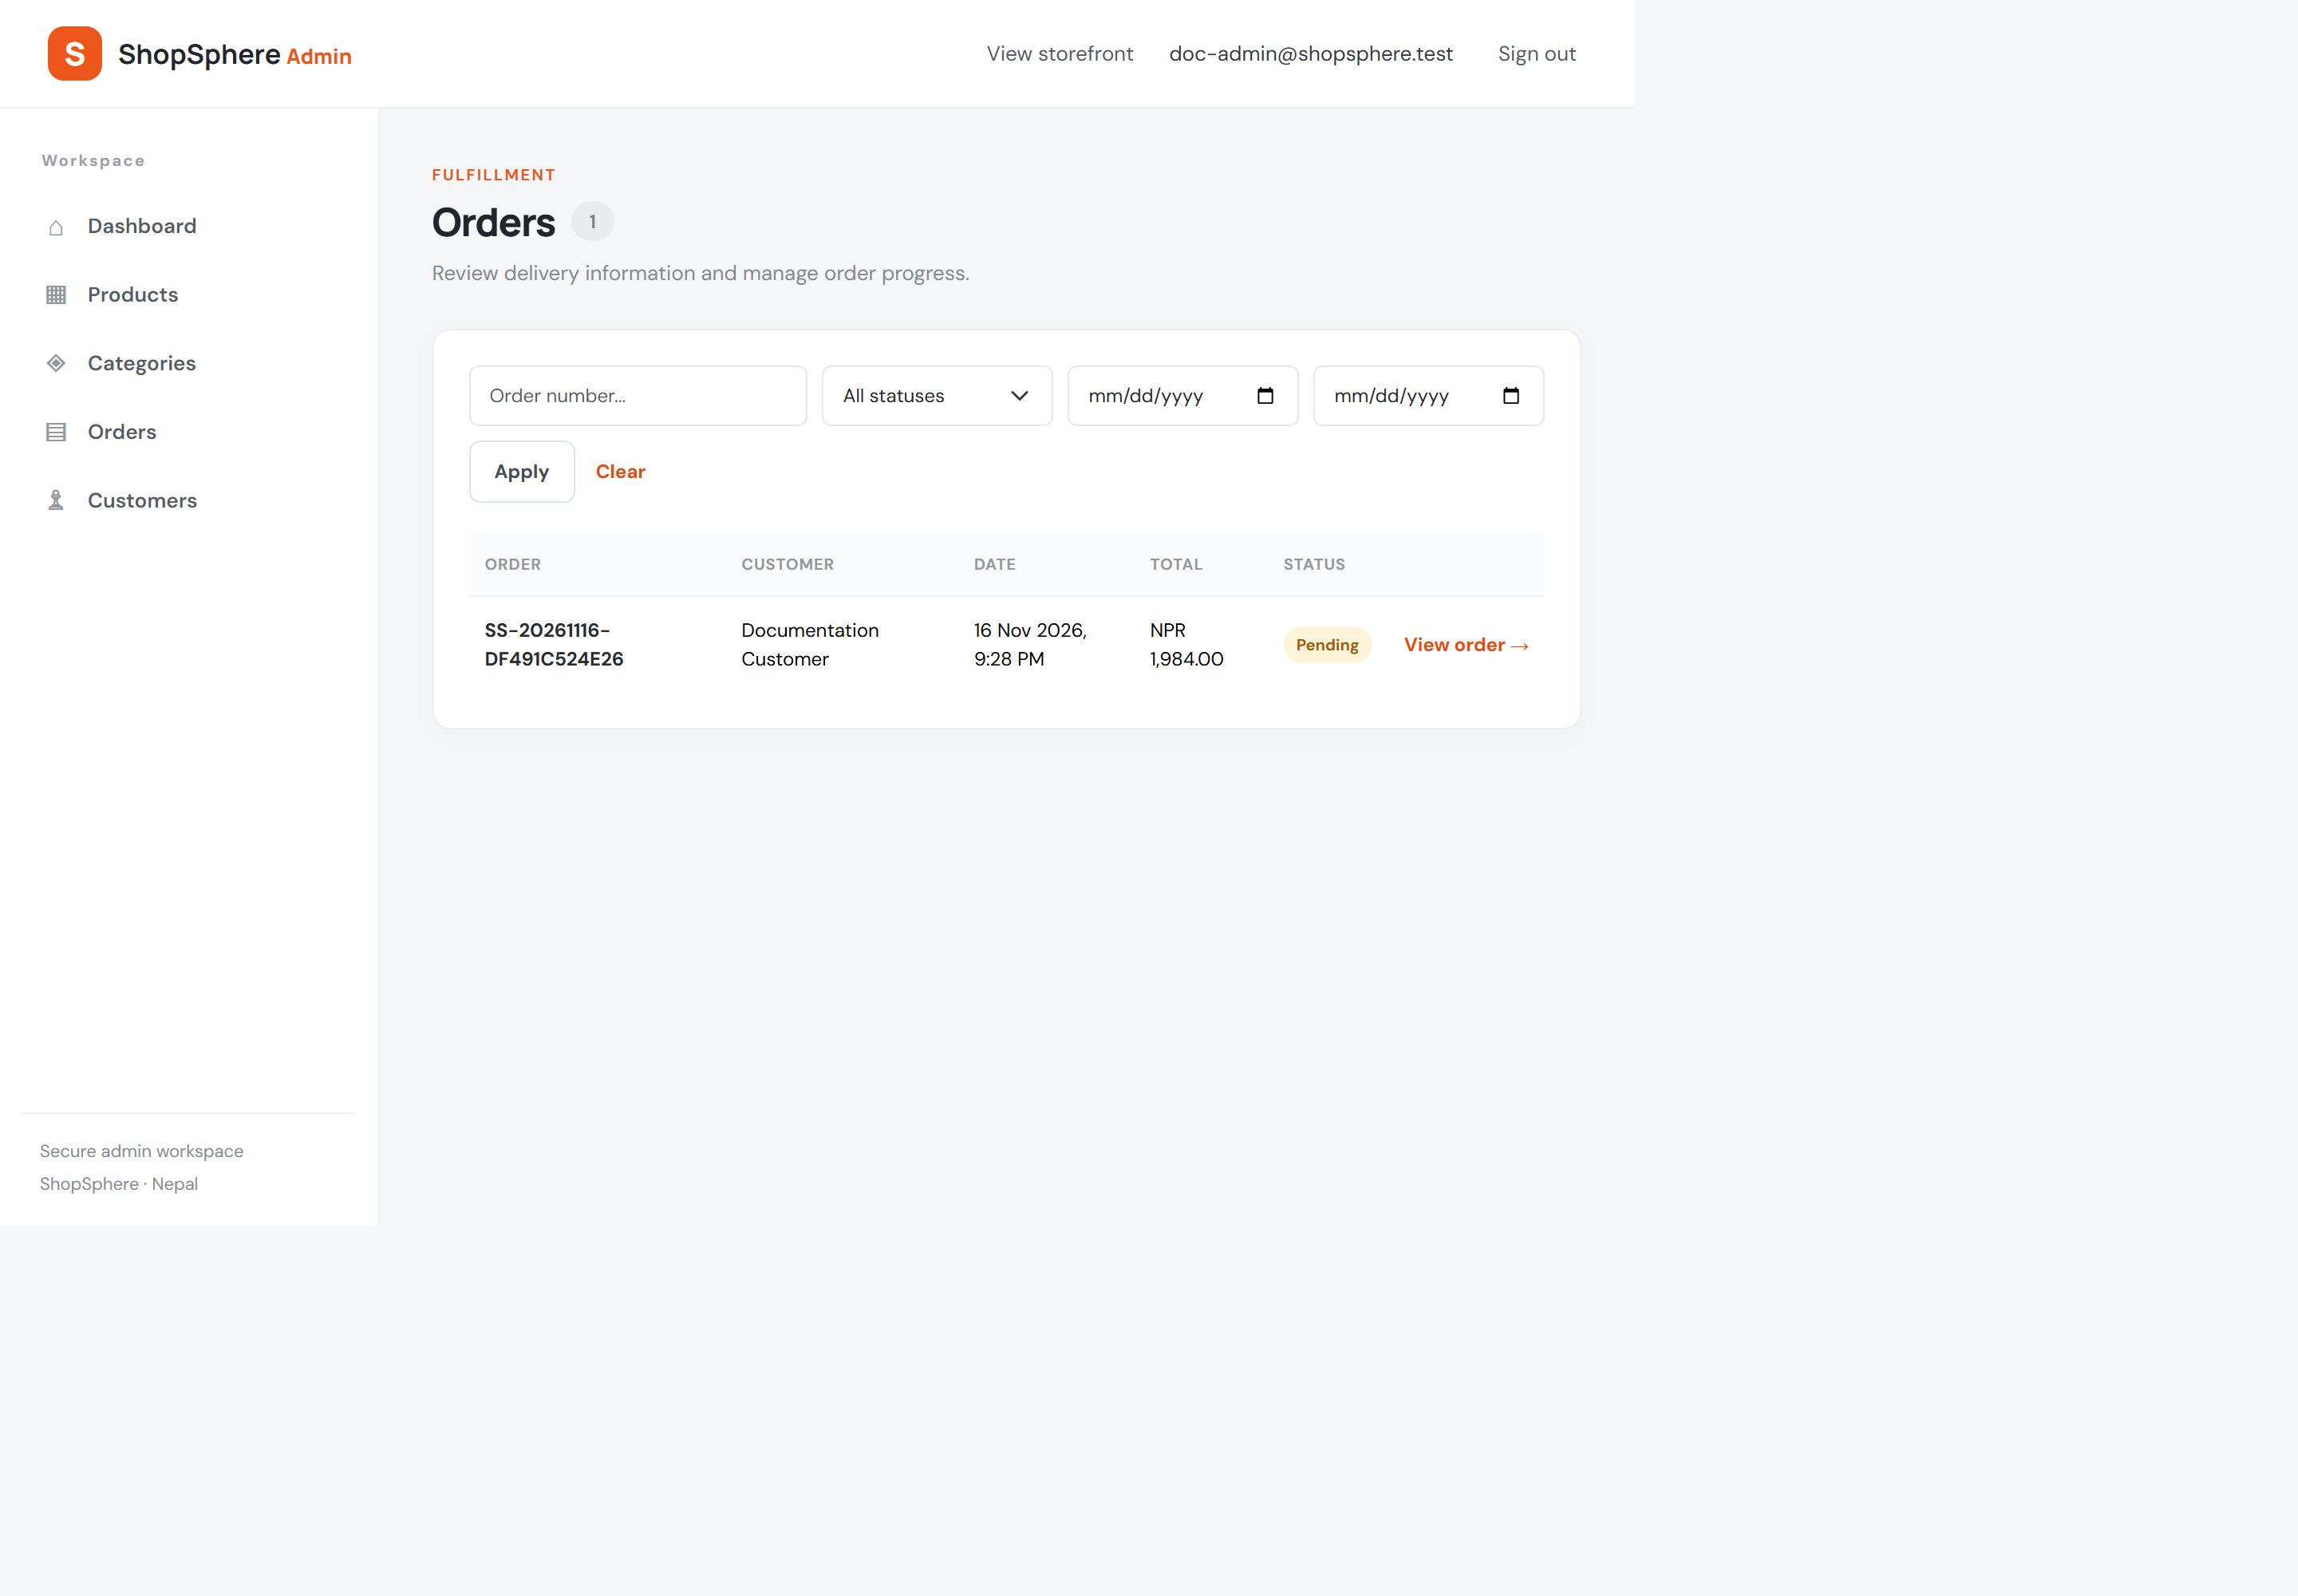 S ShopSphere Admin
View storefront doc-admin@shopsphere.test Sign out
Workspace
Dashboard
Products
Categories
Orders
Customers
FULFILLMENT
Orders 1
Review delivery information and manage order progress.
Order number... All statuses mm/dd/yyyy mm/dd/yyyy
Apply Clear
ORDER CUSTOMER DATE TOTAL STATUS
SS-20261116- Documentation 16 Nov 2026, NPR
DF491C524E26 Customer 9:28 PM 1,984.00
Pending View order →
Secure admin workspace
ShopSphere · Nepal